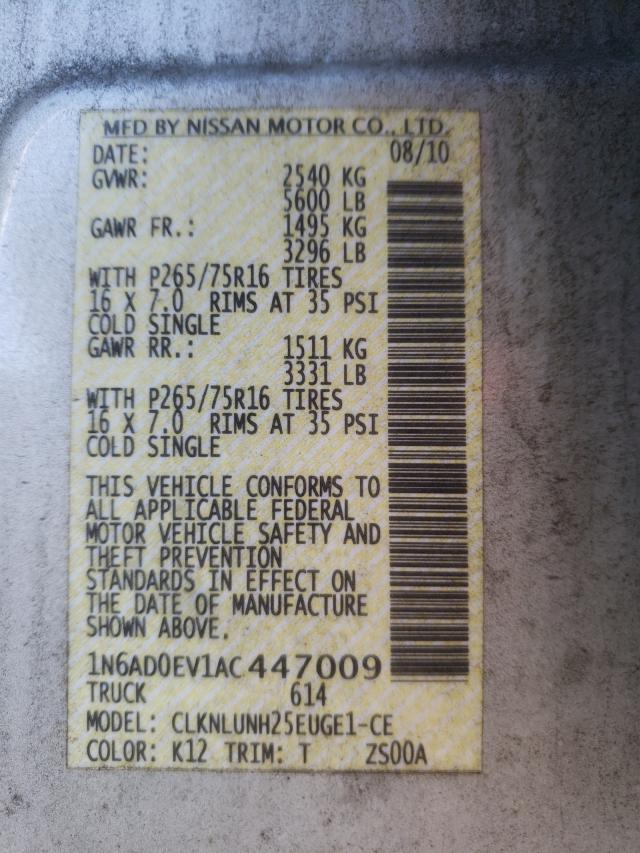 MFD BY NISSAN MOTOR CO., LTD.
DATE: 08/10
GVWR: 2540 KG
5600 LB
GAWR FR.: 1495 KG
3296 LB
WITH P265/75R16 TIRES
16 X 7.0 RIMS AT 35 PSI
COLD SINGLE
GAWR RR.: 1511 KG
3331 LB
WITH P265/75R16 TIRES
16 X 7.0 RIMS AT 35 PSI
COLD SINGLE
THIS VEHICLE CONFORMS TO
ALL APPLICABLE FEDERAL
MOTOR VEHICLE SAFETY AND
THEFT PREVENTION
STANDARDS IN EFFECT ON
THE DATE OF MANUFACTURE
SHOWN ABOVE.
1N6AD0EV1AC 447009
TRUCK 614
MODEL: CLKNLUNH25EUGE1-CE
COLOR: K12 TRIM: T ZS00A